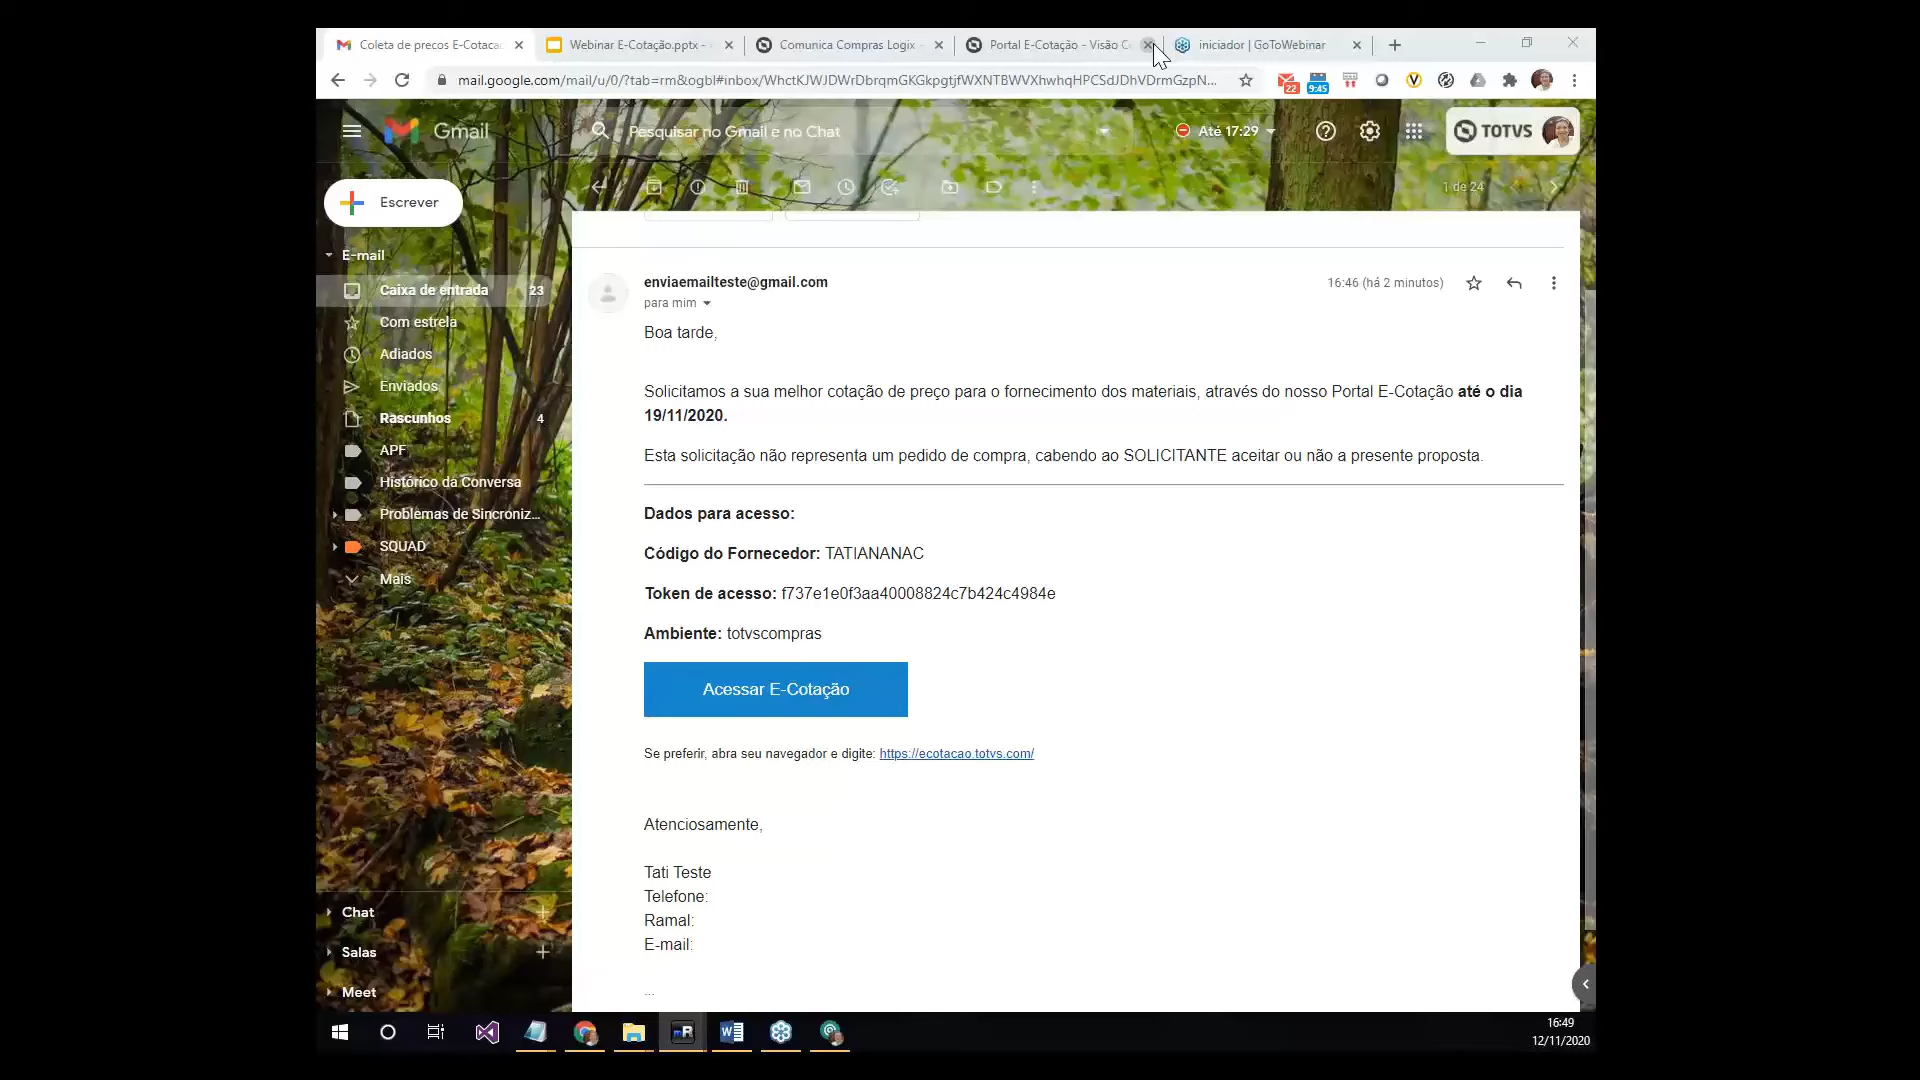 Coleta de precos E-Cotaca
Webinar E-Cotação.pptx -
Comunica Compras Logix
Portal E-Cotação - Visão C
iniciador | GoToWebinar
mail.google.com/mail/u/0/?tab=rm&ogbl#inbox/WhctKJWJDWrDbrqmGKGkpgtjfWXNTBWVXhwhqHPCSdJDhVDrmGzpN...
22
9:45
Gmail
Pesquisar no Gmail e no Chat
Até 17:29
TOTVS
Escrever
1 de 24
E-mail
Caixa de entrada 23
Com estrela
Adiados
Enviados
Rascunhos 4
APF
Histórico da Conversa
Problemas de Sincroniz...
SQUAD
Mais
Chat
Salas
Meet
enviaemailteste@gmail.com
16:46 (há 2 minutos)
para mim
Boa tarde,
Solicitamos a sua melhor cotação de preço para o fornecimento dos materiais, através do nosso Portal E-Cotação até o dia
19/11/2020.
Esta solicitação não representa um pedido de compra, cabendo ao SOLICITANTE aceitar ou não a presente proposta.
Dados para acesso:
Código do Fornecedor: TATIANANAC
Token de acesso: f737e1e0f3aa40008824c7b424c4984e
Ambiente: totvscompras
Acessar E-Cotação
Se preferir, abra seu navegador e digite: https://ecotacao.totvs.com/
Atenciosamente,
Tati Teste
Telefone:
Ramal:
E-mail:
...
mR
16:49
12/11/2020